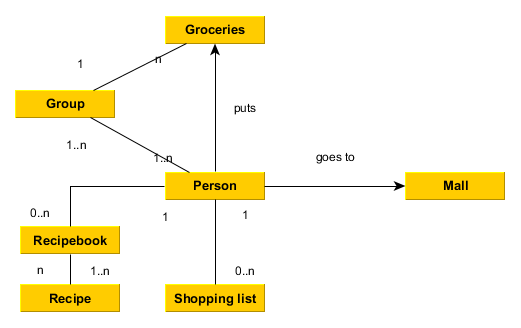 Groceries
1
n
Group
puts
1..n
1..n
goes to
Person
Mall
0..n
1
1
Recipebook
n
1..n
0..n
Recipe
Shopping list